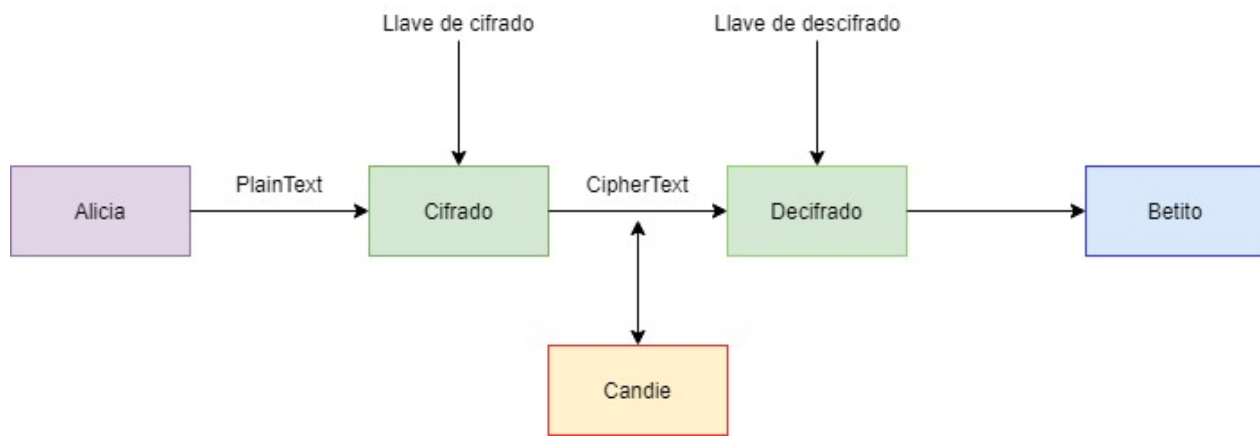 Llave de cifrado
Llave de descifrado
PlainText
CipherText
Alicia
Cifrado
Decifrado
Betito
Candie